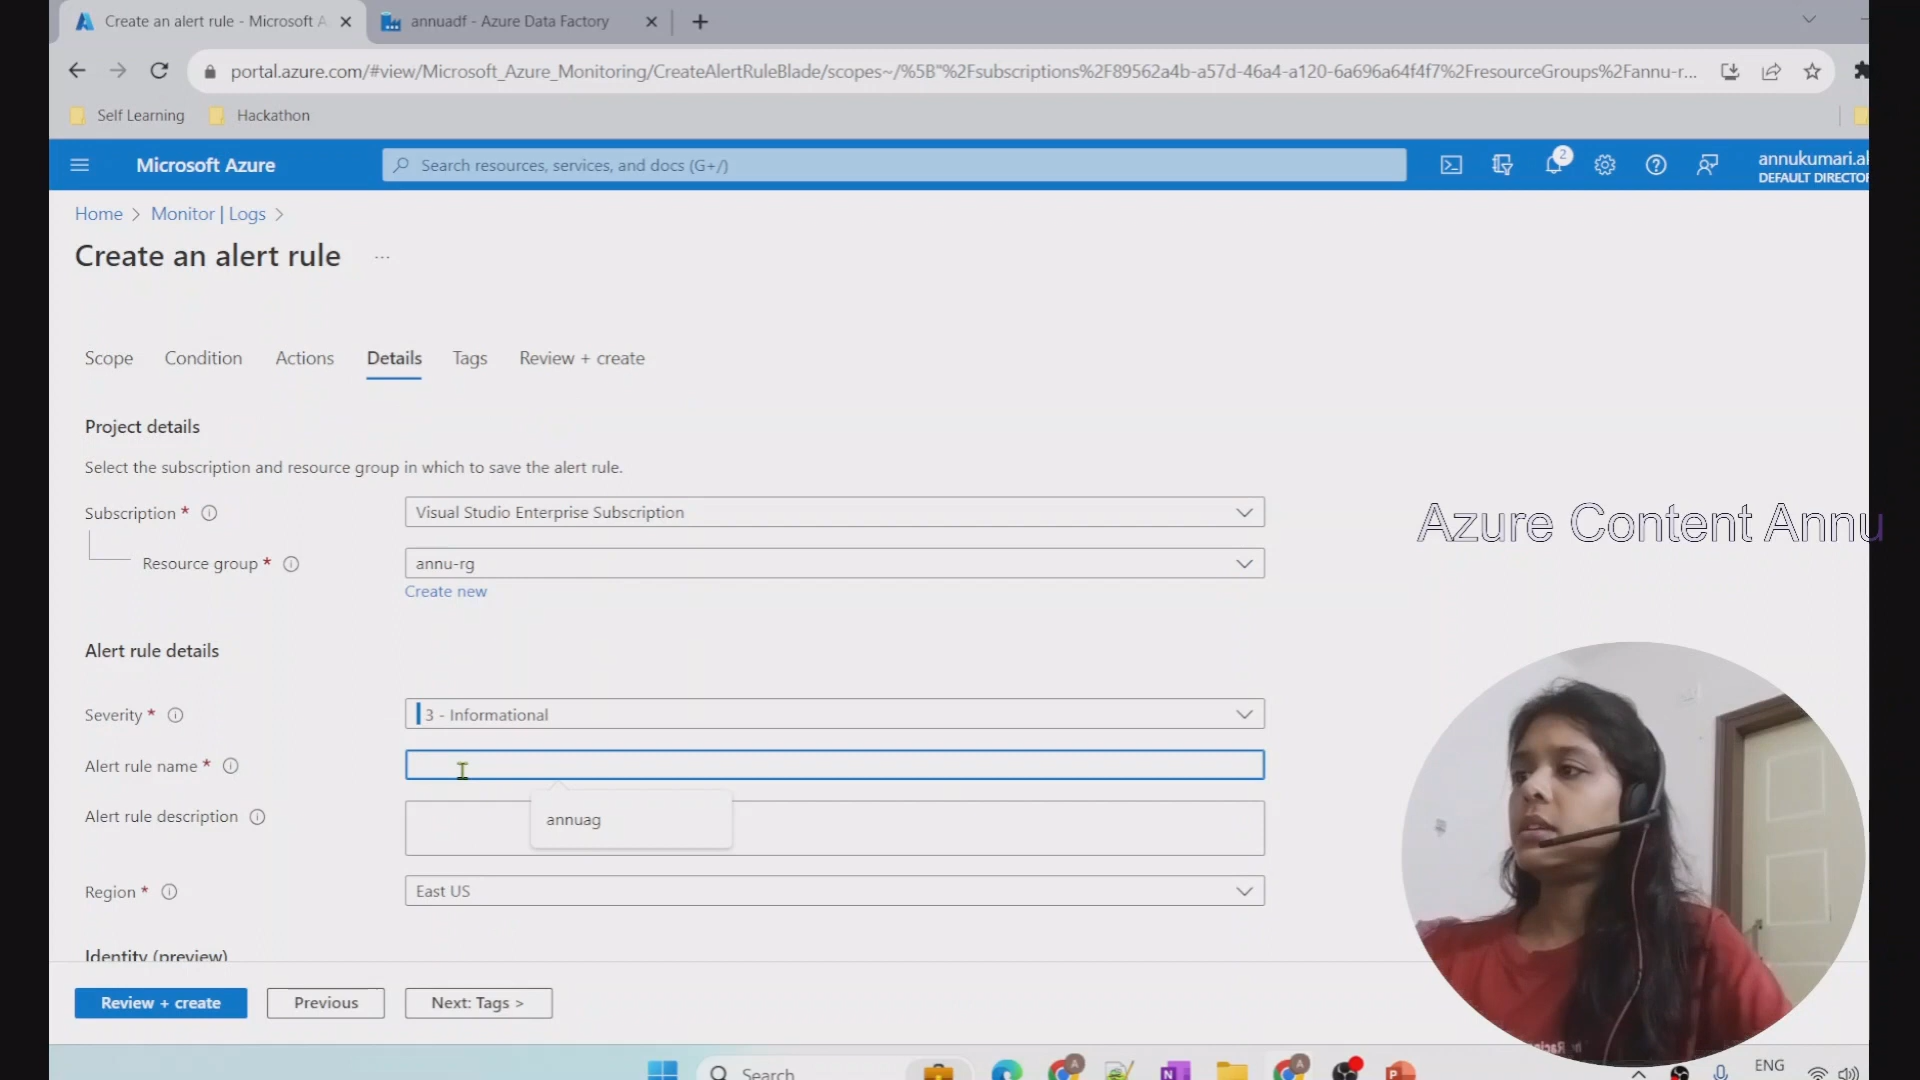 Create an alert rule - Microsoft A
annuadf - Azure Data Factory
portal.azure.com/#view/Microsoft_Azure_Monitoring/CreateAlertRuleBlade/scopes~/%5B"%2Fsubscriptions%2F89562a4b-a57d-46a4-a120-6a696a64f4f7%2FresourceGroups%2Fannu-r...
Self Learning
Hackathon
Microsoft Azure
Search resources, services, and docs (G+/)
2
annukumari.al
DEFAULT DIRECTOR
Home > Monitor | Logs >
Create an alert rule ...
Scope Condition Actions Details Tags Review + create
Project details
Select the subscription and resource group in which to save the alert rule.
Subscription *
Visual Studio Enterprise Subscription
Resource group *
annu-rg
Create new
Azure Content Annu
Alert rule details
Severity *
3 - Informational
Alert rule name *
annuag
Alert rule description
Region *
East US
Identity (preview)
Review + create
Previous
Next: Tags >
Search
ENG